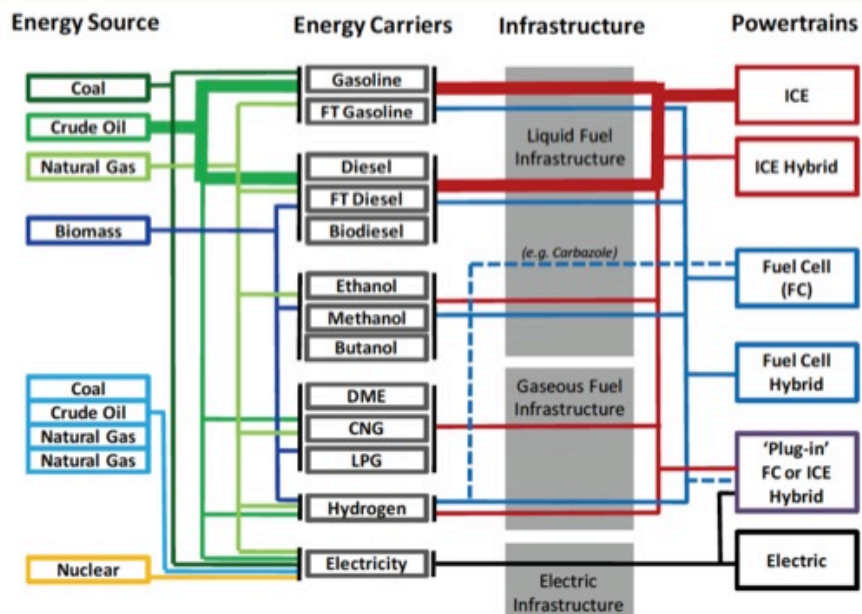 Energy Source
Energy Carriers
Infrastructure
Powertrains
Coal
Crude Oil
Natural Gas
Biomass
Coal
Crude Oil
Natural Gas
Natural Gas
Nuclear
Gasoline
FT Gasoline
Diesel
FT Diesel
Biodiesel
Ethanol
Methanol
Butanol
DME
CNG
LPG
Hydrogen
Electricity
Liquid Fuel
Infrastructure
(e.g. Carbazole)
Gaseous Fuel
Infrastructure
Electric
Infrastructure
ICE
ICE Hybrid
Fuel Cell
(FC)
Fuel Cell
Hybrid
‘Plug-in’
FC or ICE
Hybrid
Electric